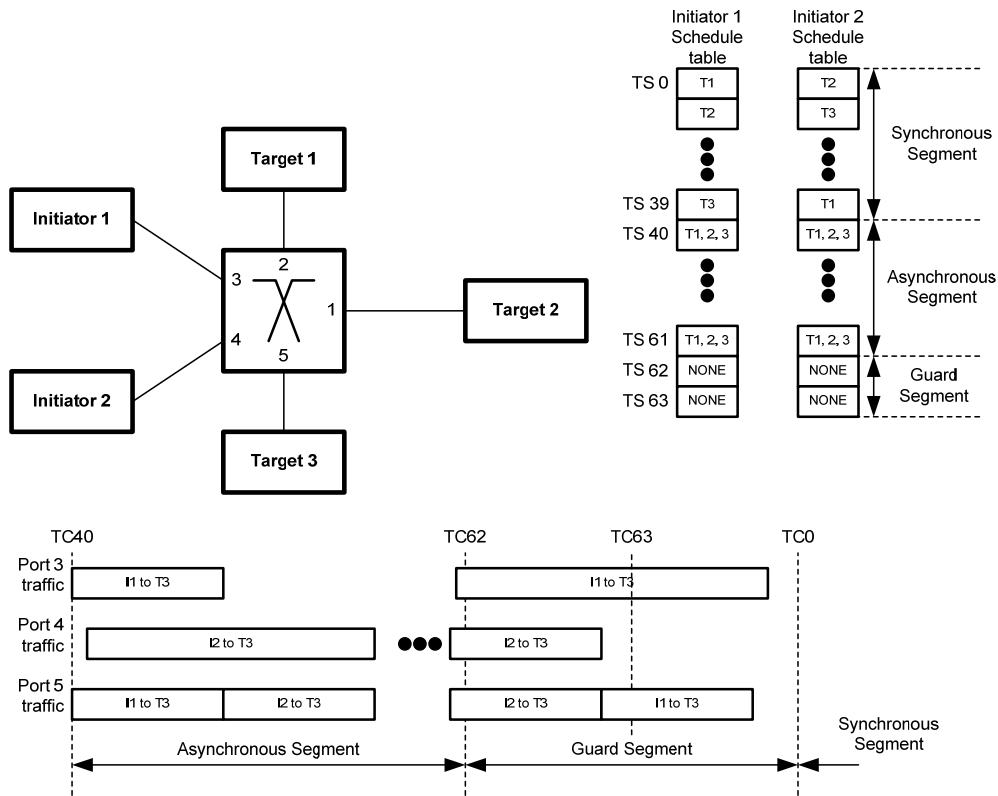 Initiator 1
Schedule
table
Initiator 2
Schedule
table
TS 0
T1
T2
T2
T3
Synchronous
Segment
TS 39
T3
T1
TS 40
T1, 2, 3
T1, 2, 3
Asynchronous
Segment
TS 61
T1, 2, 3
T1, 2, 3
TS 62
NONE
NONE
TS 63
NONE
NONE
Guard
Segment
Target 1
Initiator 1
2
3
1
4
5
Target 2
Initiator 2
Target 3
TC40
TC62
TC63
TC0
Port 3
traffic
I1 to T3
I1 to T3
Port 4
traffic
I2 to T3
I2 to T3
Port 5
traffic
I1 to T3
I2 to T3
I2 to T3
I1 to T3
Asynchronous Segment
Guard Segment
Synchronous
Segment